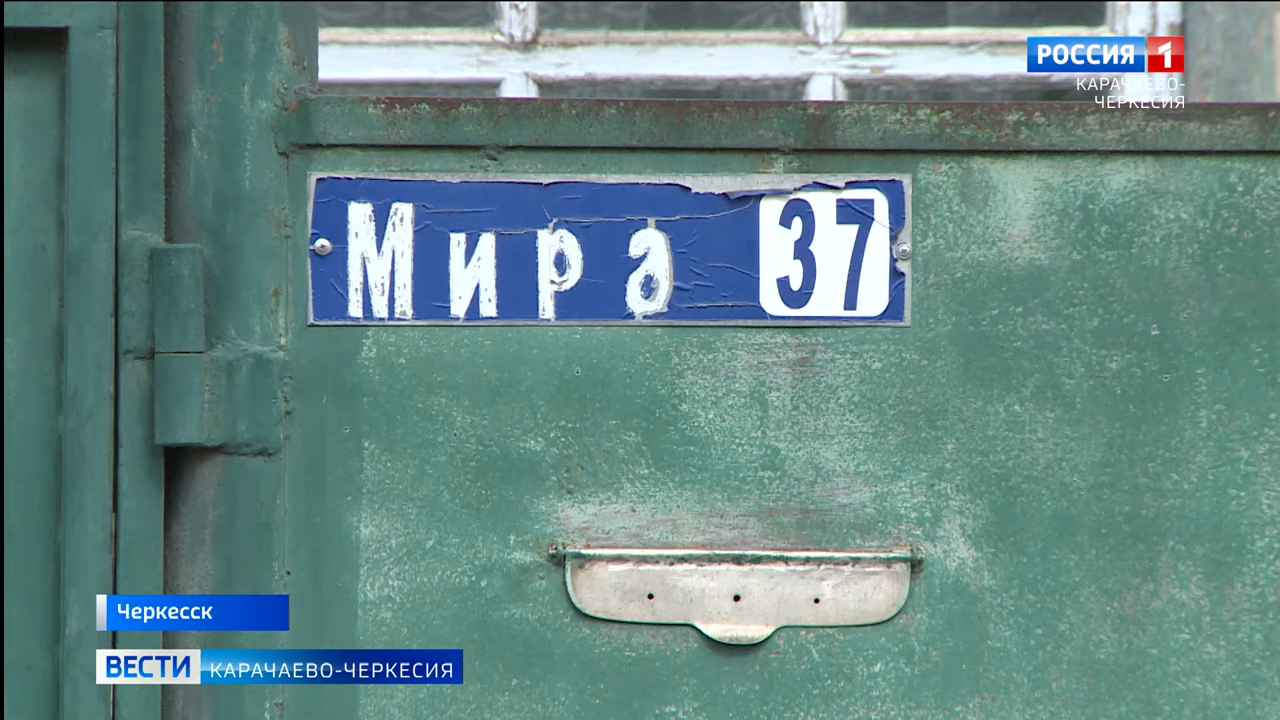 РОССИЯ 1
КАРАЧАЕВО-
ЧЕРКЕСИЯ
Мира 37
Черкесск
ВЕСТИ КАРАЧАЕВО-ЧЕРКЕСИЯ